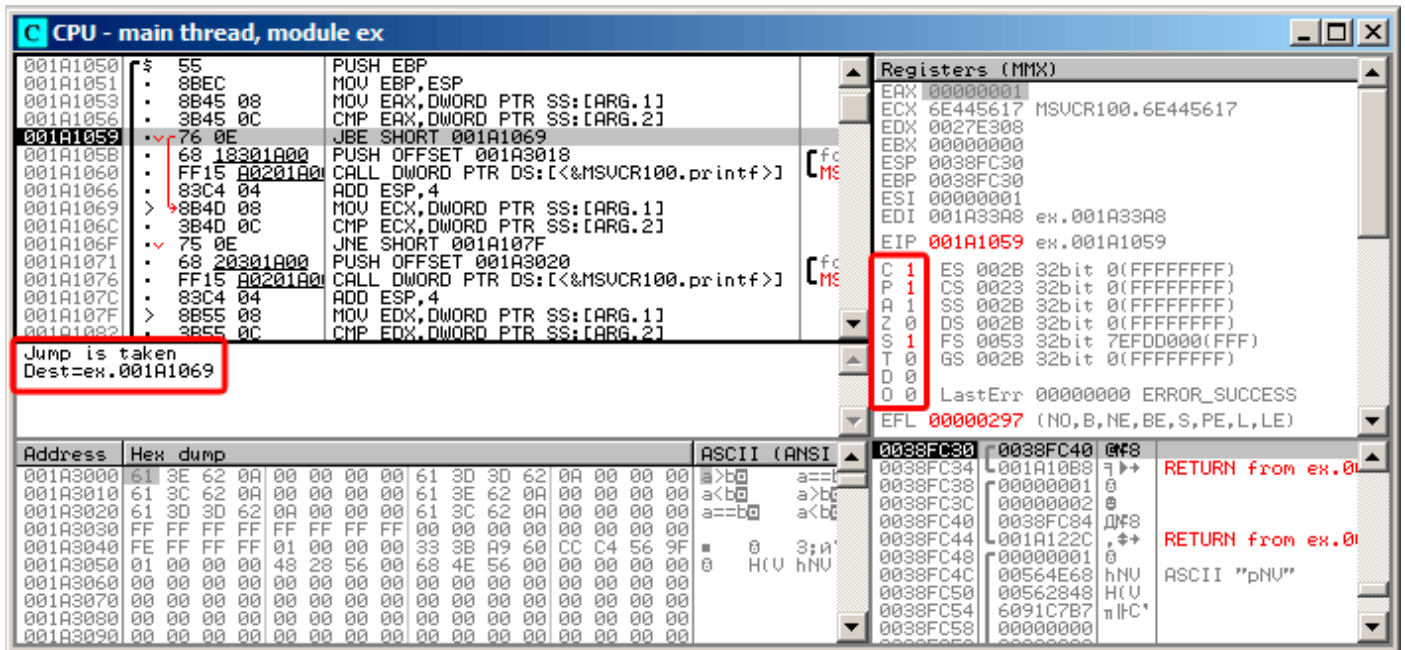 C CPU - main thread, module ex
001A1050 $ 55 PUSH EBP
001A1051 . 8BEC MOV EBP,ESP
001A1053 . 8B45 08 MOV EAX,DWORD PTR SS:[ARG.1]
001A1056 . 3B45 0C CMP EAX,DWORD PTR SS:[ARG.2]
001A1059 . 76 0E JBE SHORT 001A1069
001A105B . 68 18301A00 PUSH OFFSET 001A3018
001A1060 . FF15 A0201A0 CALL DWORD PTR DS:[<&MSVCR100.printf>]
001A1066 . 83C4 04 ADD ESP,4
001A1069 > 8B4D 08 MOV ECX,DWORD PTR SS:[ARG.1]
001A106C . 3B4D 0C CMP ECX,DWORD PTR SS:[ARG.2]
001A106F . 75 0E JNE SHORT 001A107F
001A1071 . 68 20301A00 PUSH OFFSET 001A3020
001A1076 . FF15 A0201A0 CALL DWORD PTR DS:[<&MSVCR100.printf>]
001A107C . 83C4 04 ADD ESP,4
001A107F > 8B55 08 MOV EDX,DWORD PTR SS:[ARG.1]
001A1082 . 3B55 0C CMP EDX,DWORD PTR SS:[ARG.2]
Jump is taken
Dest=ex.001A1069
Registers (MMX)
EAX 00000001
ECX 6E445617 MSVCR100.6E445617
EDX 0027E308
EBX 00000000
ESP 0038FC30
EBP 0038FC30
ESI 00000001
EDI 001A33A8 ex.001A33A8
EIP 001A1059 ex.001A1059
C 1 ES 002B 32bit 0(FFFFFFFF)
P 1 CS 0023 32bit 0(FFFFFFFF)
A 1 SS 002B 32bit 0(FFFFFFFF)
Z 0 DS 002B 32bit 0(FFFFFFFF)
S 1 FS 0053 32bit 7EFDD000(FFF)
T 0 GS 002B 32bit 0(FFFFFFFF)
D 0
O 0 LastErr 00000000 ERROR_SUCCESS
EFL 00000297 (NO,B,NE,BE,S,PE,L,LE)
Address Hex dump ASCII (ANSI
001A3000 61 3E 62 0A 00 00 00 00 61 3D 3D 62 0A 00 00 00 a>b a==b
001A3010 61 3C 62 0A 00 00 00 00 61 3E 62 0A 00 00 00 00 a<b a>b
001A3020 61 3D 3D 62 0A 00 00 00 61 3C 62 0A 00 00 00 00 a==b a<b
001A3030 FF FF FF FF FF FF FF FF 00 00 00 00 00 00 00 00
001A3040 FE FF FF FF 01 00 00 00 33 3B A9 60 CC C4 56 9F
001A3050 01 00 00 00 48 28 56 00 68 4E 56 00 00 00 00 00 H(V hNV
001A3060 00 00 00 00 00 00 00 00 00 00 00 00 00 00 00 00
001A3070 00 00 00 00 00 00 00 00 00 00 00 00 00 00 00 00
001A3080 00 00 00 00 00 00 00 00 00 00 00 00 00 00 00 00
001A3090 00 00 00 00 00 00 00 00 00 00 00 00 00 00 00 00
0038FC30 0038FC40
0038FC34 001A10B8 RETURN from ex.0
0038FC38 00000001
0038FC3C 00000002
0038FC40 0038FC84
0038FC44 001A122C RETURN from ex.0
0038FC48 00000001
0038FC4C 00564E68 hNV ASCII "pNV"
0038FC50 00562848 H(V
0038FC54 6091C7B7
0038FC58 00000000